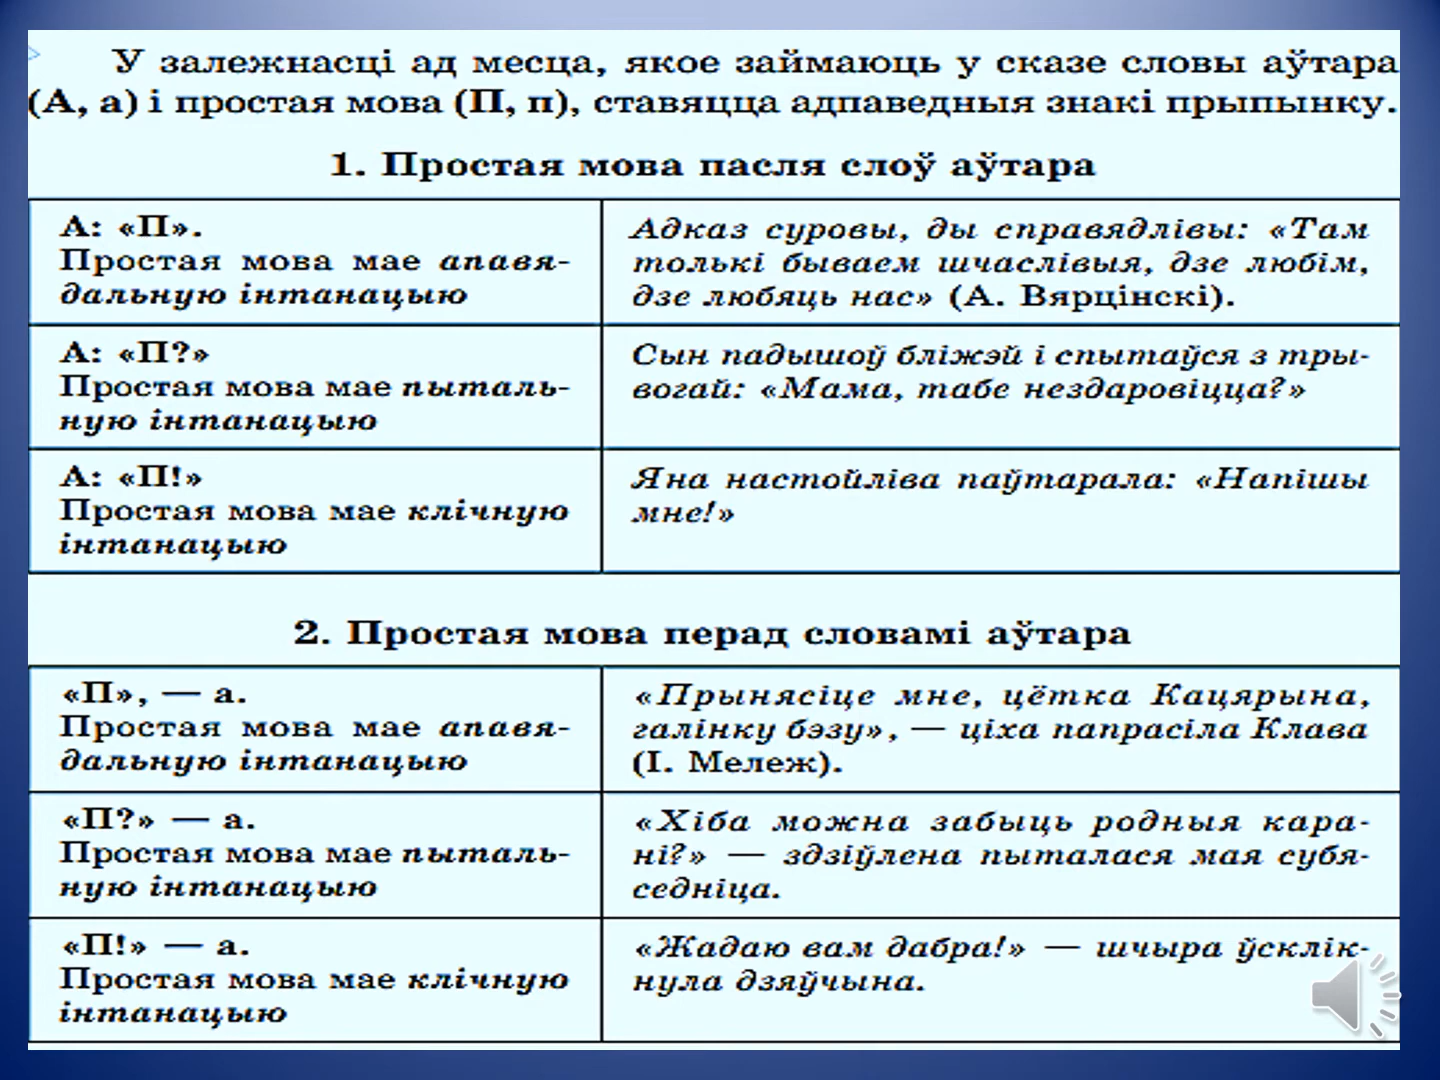 У залежнасці ад месца, якое займаюць у сказе словы аўтара
(А, а) і простая мова (П, п), ставяцца адпаведныя знакі прыпынку.
1. Простая мова пасля слоў аўтара
А: «П».
Простая мова мае апавя-
дальную інтанацыю
Адказ суровы, ды справядлівы: «Там
толькі бываем шчаслівыя, дзе любім,
дзе любяць нас» (А. Вярцінскі).
А: «П?»
Простая мова мае пыталь-
ную інтанацыю
Сын падышоў бліжэй і спытаўся з тры-
вогай: «Мама, табе нездаровіцца?»
А: «П!»
Простая мова мае клічную
інтанацыю
Яна настойліва паўтарала: «Напішы
мне!»
2. Простая мова перад словамі аўтара
«П», — а.
Простая мова мае апавя-
дальную інтанацыю
«Прынясіце мне, цётка Кацярына,
галінку бэзу», — ціха папрасіла Клава
(І. Мележ).
«П?» — а.
Простая мова мае пыталь-
ную інтанацыю
«Хіба можна забыць родныя кара-
ні?» — здзіўлена пыталася мая субя-
седніца.
«П!» — а.
Простая мова мае клічную
інтанацыю
«Жадаю вам дабра!» — шчыра ўсклік-
нула дзяўчына.